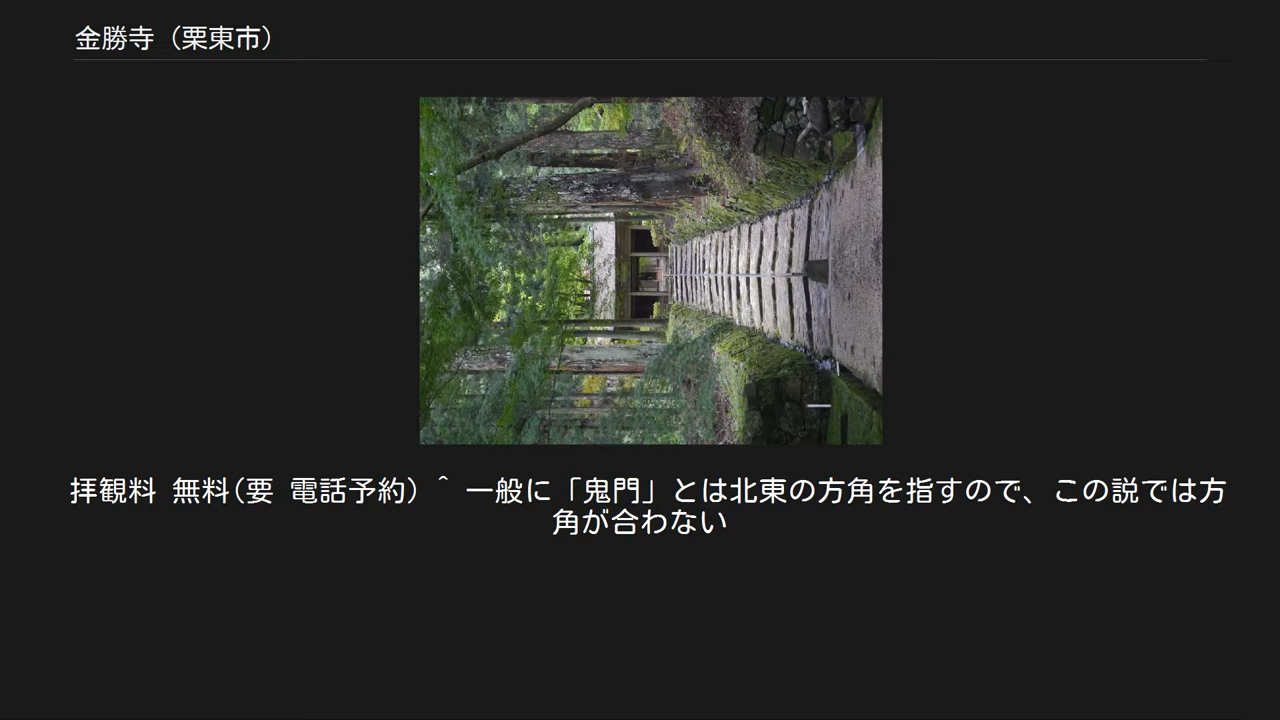 金勝寺（栗東市）
拝観料 無料(要 電話予約) ^ 一般に「鬼門」とは北東の方角を指すので、この説では方
角が合わない